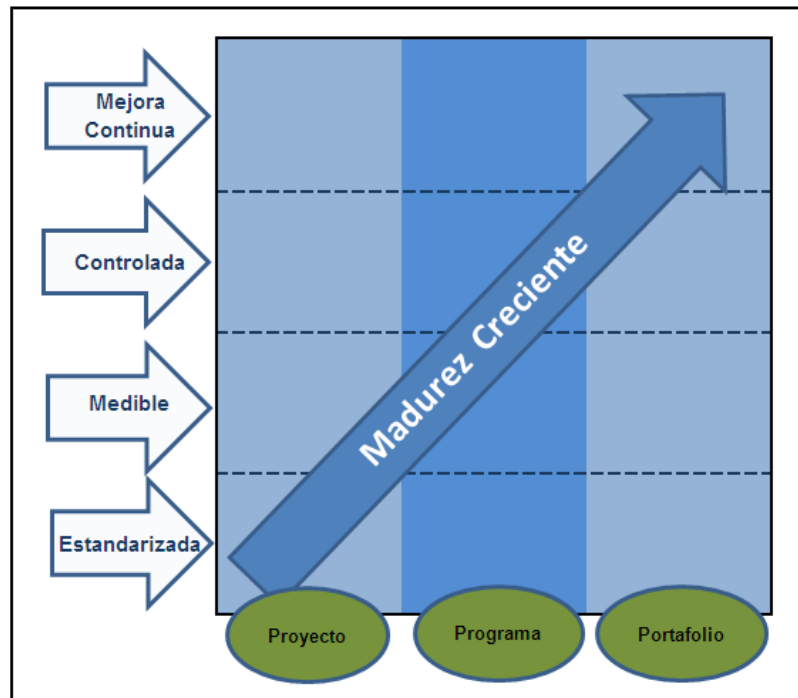 Mejora
Continua
Controlada
Medible
Estandarizada
Madurez Creciente
Proyecto
Programa
Portafolio